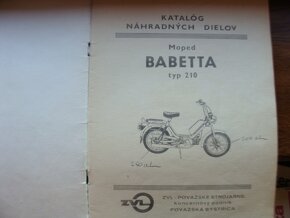 KATALÓG
NÁHRADNÝCH DIELOV
Moped
BABETTA
typ 210
ZVL
ZVL - POVAŽSKÉ STROJÁRNE
koncernový podnik
POVAŽSKÁ BYSTRICA